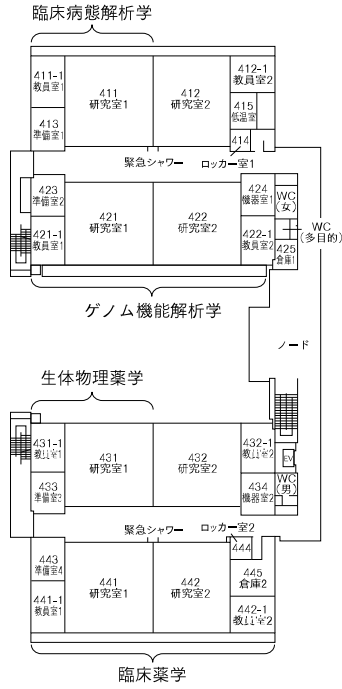 臨床病態解析学
411-1
教員室1
411
研究室1
412
研究室2
412-1
教員室2
413
準備室1
415
低温室
414
緊急シャワー
ロッカー室1
423
準備室2
421
研究室1
422
研究室2
424
機器室1
WC
(女)
421-1
教員室1
422-1
教員室2
425
倉庫1
WC
(多目的)
ゲノム機能解析学
ノード
生体物理薬学
431-1
教員室1
431
研究室1
432
研究室2
432-1
教員室2
EV
433
準備室3
434
機器室2
WC
(男)
緊急シャワー
ロッカー室2
444
443
準備室4
441
研究室1
442
研究室2
445
倉庫2
441-1
教員室1
442-1
教員室2
臨床薬学